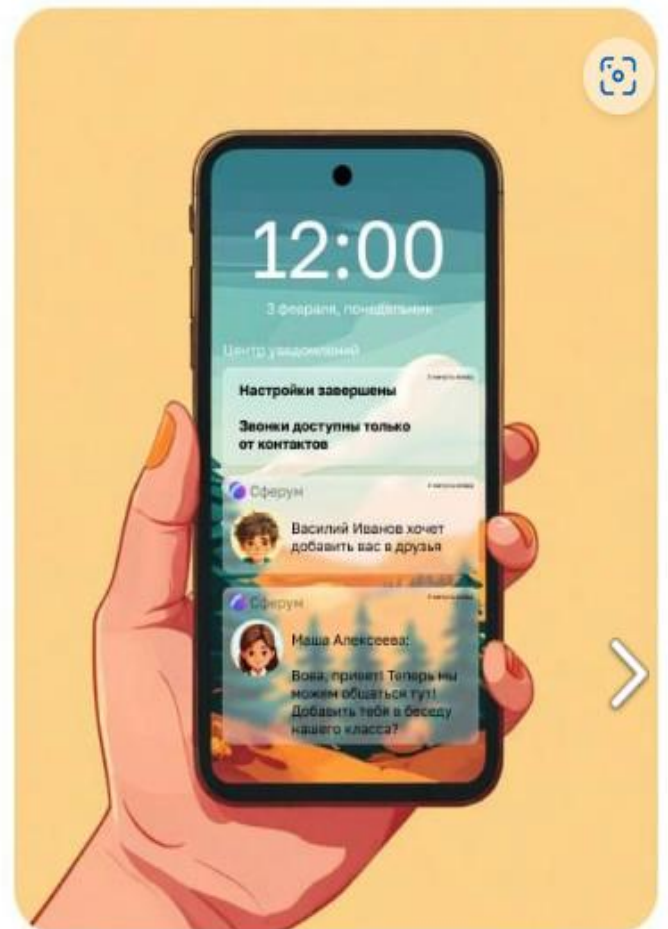 12:00
3 февраля, понедельник
Центр уведомлений
Настройки завершены
Звонки доступны только
от контактов
Сферум
Василий Иванов хочет
добавить вас в друзья
Сферум
Маша Алексеева:
Вова, привет! Теперь мы
можем общаться тут!
Добавить тебя в беседу
нашего класса?